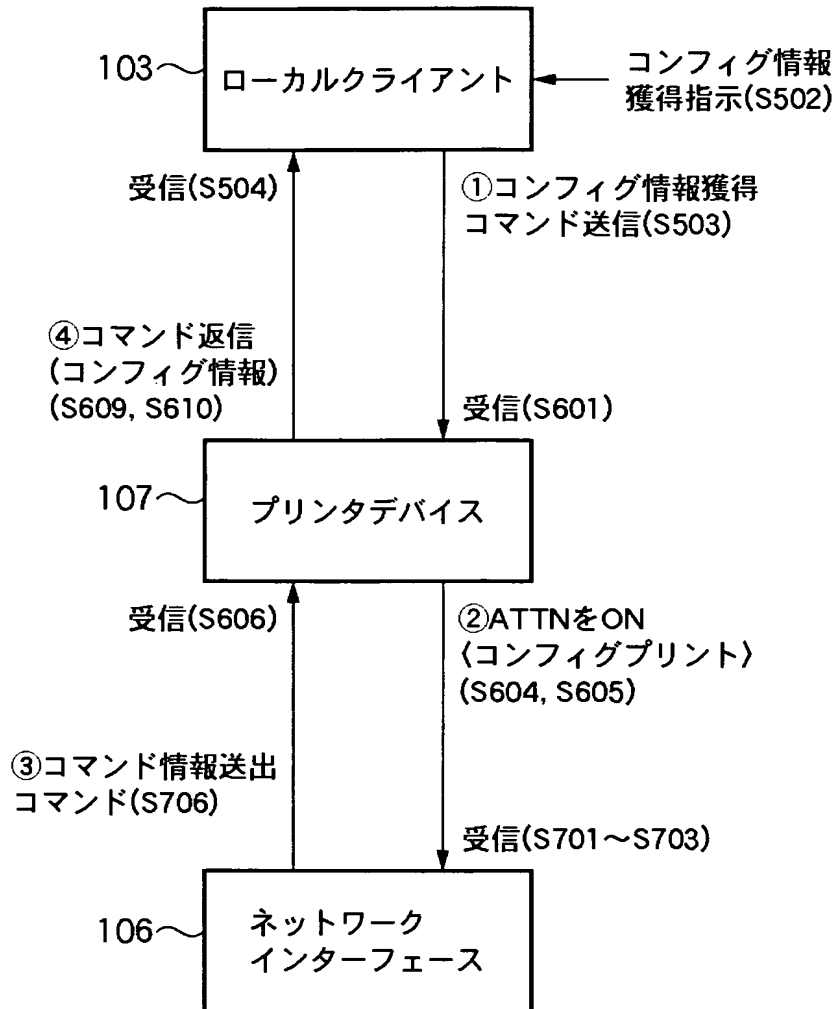 103
ローカルクライアント
コンフィグ情報
獲得指示(S502)
受信(S504)
①コンフィグ情報獲得
コマンド送信(S503)
④コマンド返信
(コンフィグ情報)
(S609, S610)
受信(S601)
107
プリンタデバイス
受信(S606)
②ATTNをON
〈コンフィグプリント〉
(S604, S605)
③コマンド情報送出
コマンド(S706)
受信(S701〜S703)
106
ネットワーク
インターフェース